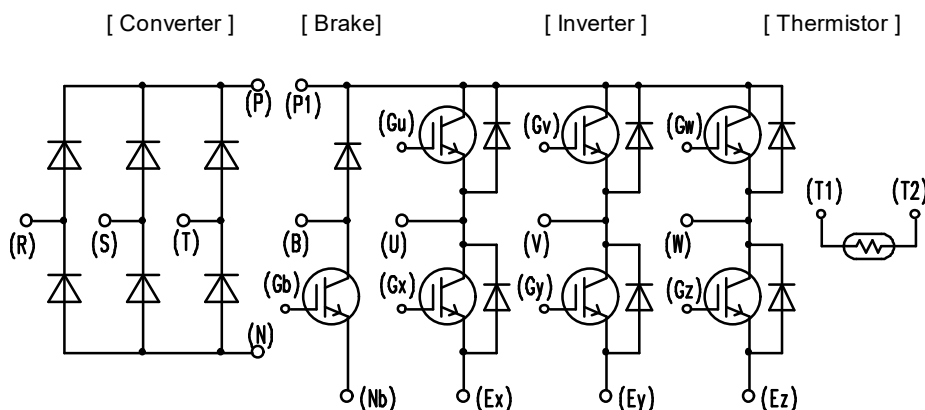 [ Converter ] [ Brake] [ Inverter ] [ Thermistor ]
(P) (P1)
(Gu) (Gv) (Gw)
(T1) (T2)
(R) (S) (T) (B) (U) (V) (W)
(Gb) (Gx) (Gy) (Gz)
(N)
(Nb) (Ex) (Ey) (Ez)